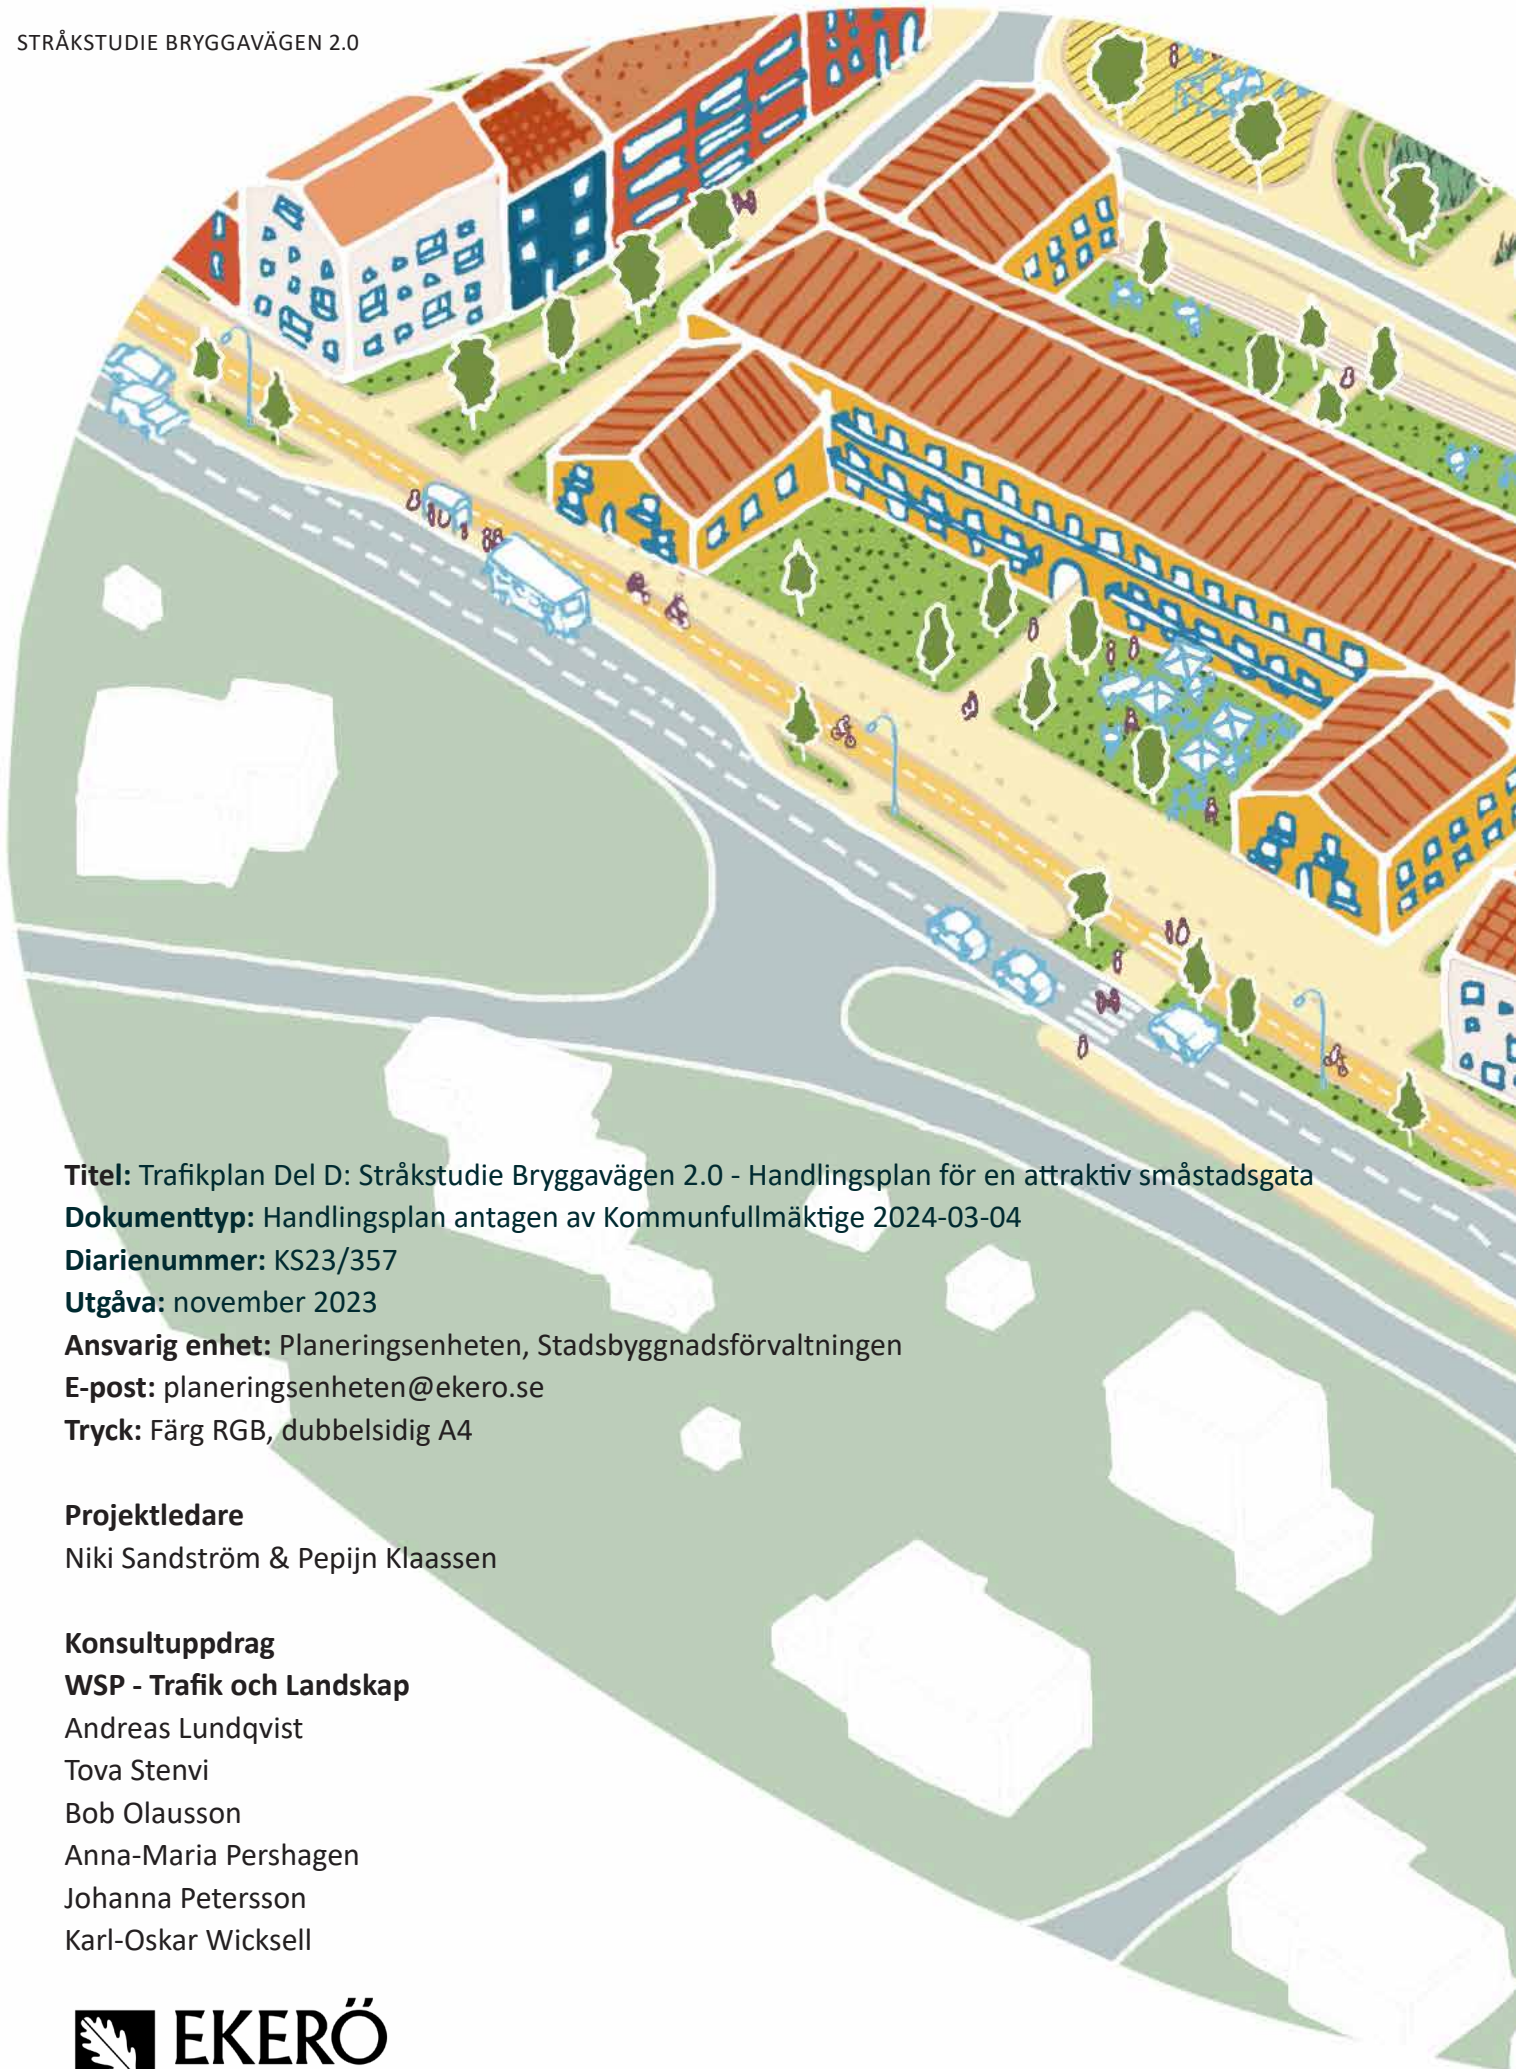 STRÅKSTUDIE BRYGGAVÄGEN 2.0
Titel: Trafikplan Del D: Stråkstudie Bryggavägen 2.0 - Handlingsplan för en attraktiv småstadsgata
Dokumenttyp: Handlingsplan antagen av Kommunfullmäktige 2024-03-04
Diarienummer: KS23/357
Utgåva: november 2023
Ansvarig enhet: Planeringsenheten, Stadsbyggnadsförvaltningen
E-post: planeringsenheten@ekero.se
Tryck: Färg RGB, dubbelsidig A4
Projektledare
Niki Sandström & Pepijn Klaassen
Konsultuppdrag
WSP - Trafik och Landskap
Andreas Lundqvist
Tova Stenvi
Bob Olausson
Anna-Maria Pershagen
Johanna Petersson
Karl-Oskar Wicksell
EKERÖ